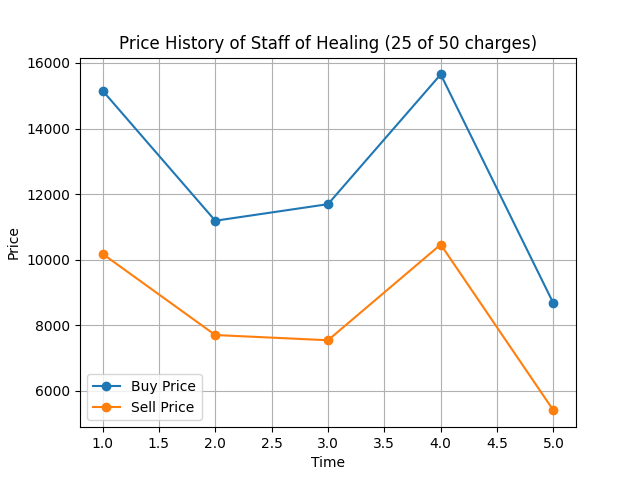 Price History of Staff of Healing (25 of 50 charges)
16000
14000
12000
10000
8000
6000
Price
Buy Price
Sell Price
1.0 1.5 2.0 2.5 3.0 3.5 4.0 4.5 5.0
Time